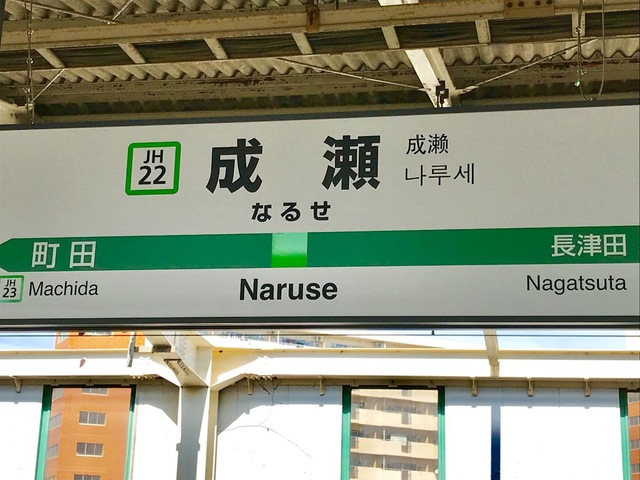 JH
22
成瀬
成濑
나루세
なるせ
町田
長津田
JH
23
Machida
Naruse
Nagatsuta